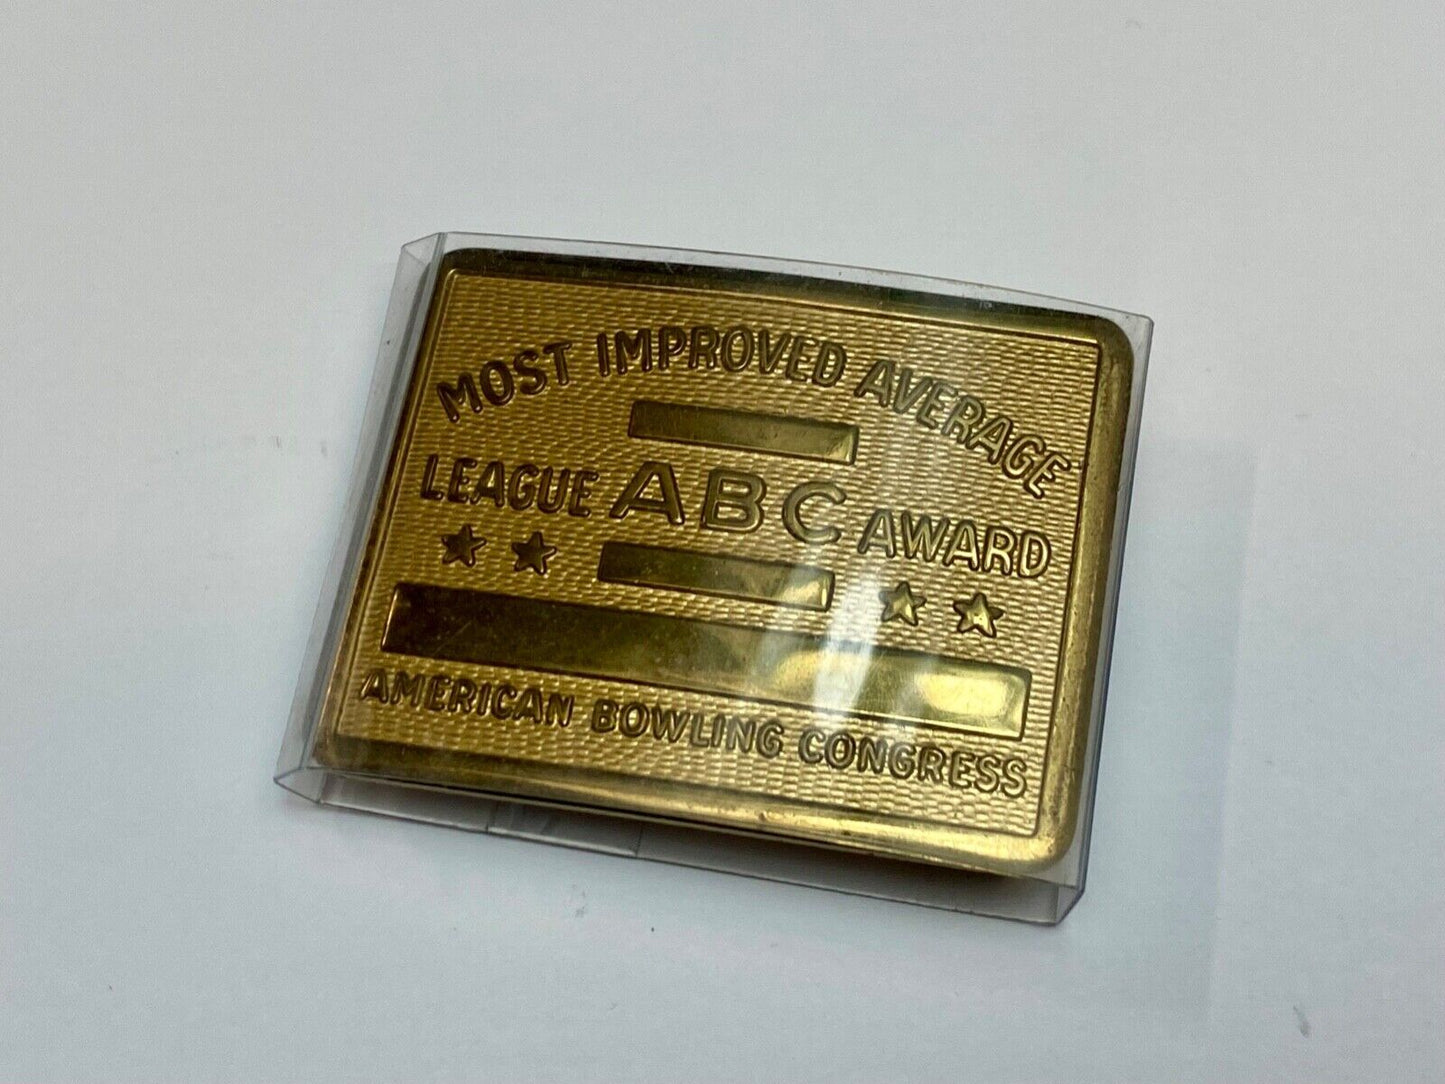 MOST IMPROVED AVERAGE
LEAGUE ABC AWARD
AMERICAN BOWLING CONGRESS